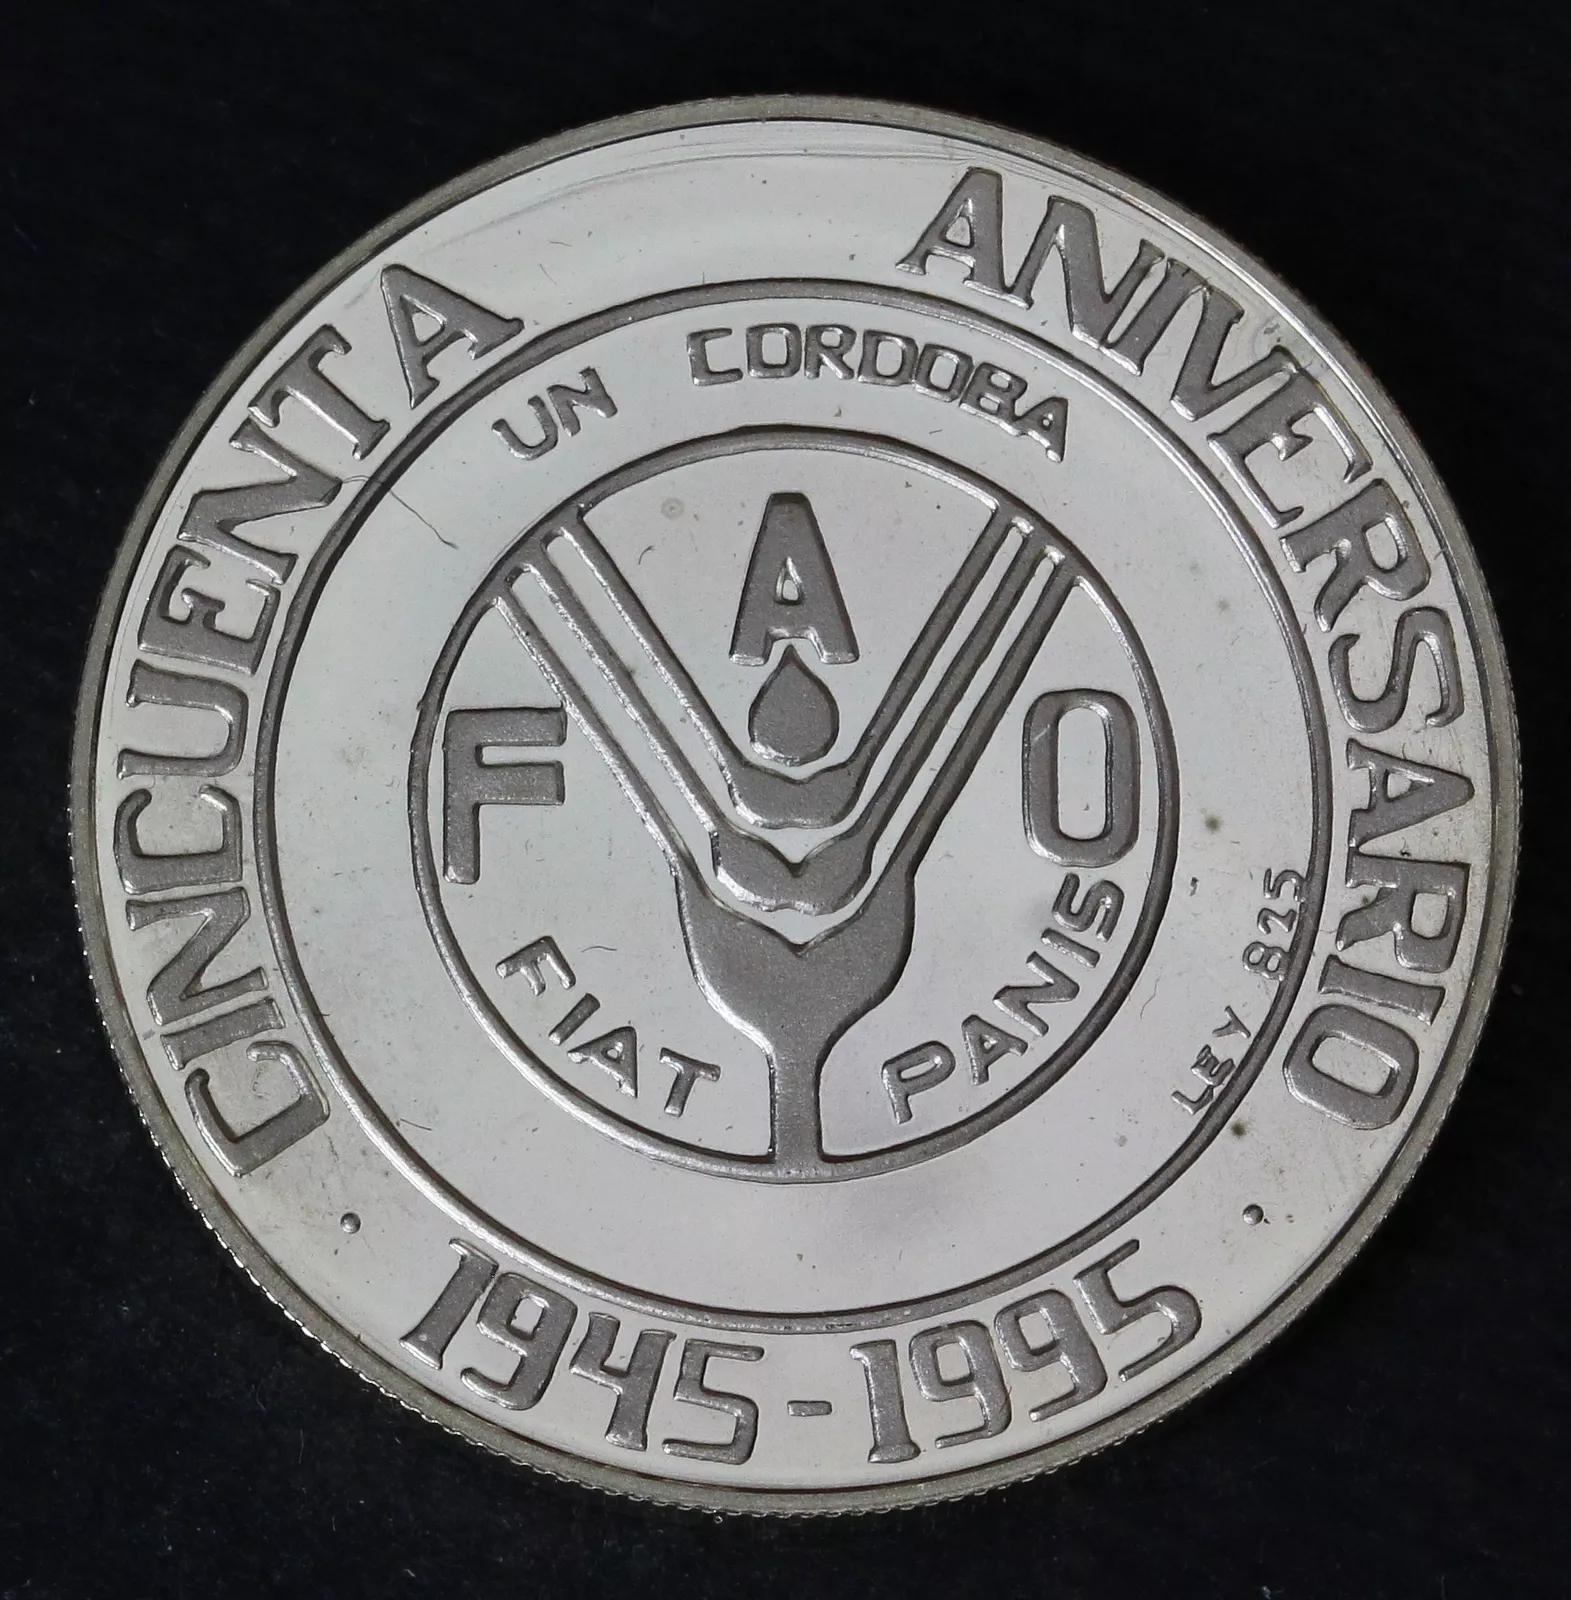 CINCUENTA ANIVERSARIO
UN CORDOBA
F A O
FIAT PANIS
LEY 825
1945-1995